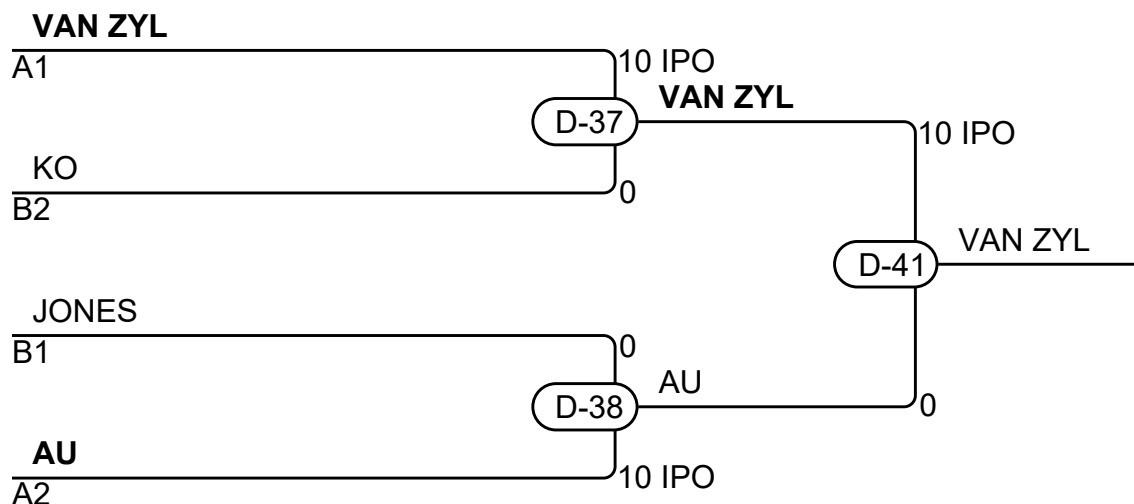 VAN ZYL
A1
10 IPO
D-37
VAN ZYL
KO
B2
0
10 IPO
D-41
VAN ZYL
JONES
B1
0
D-38
AU
0
AU
A2
10 IPO